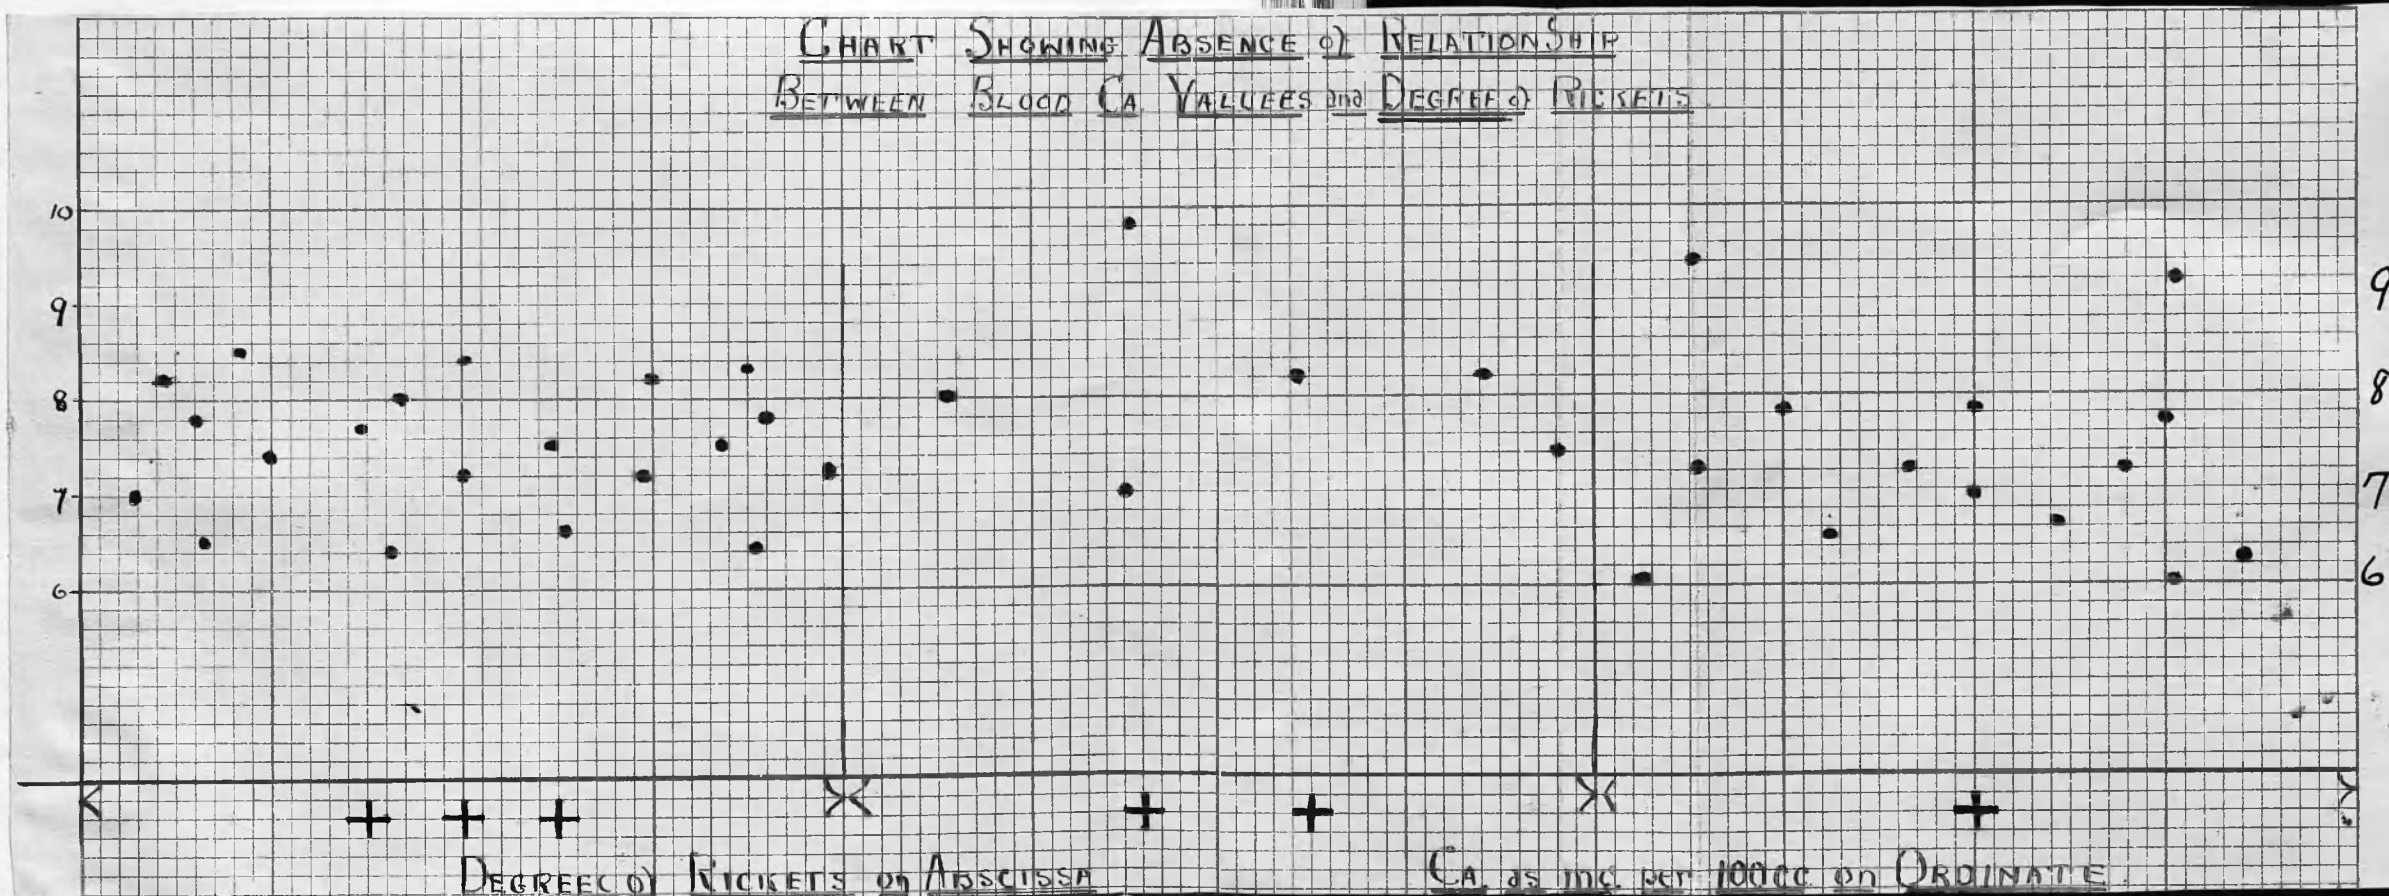 CHART SHOWING ABSENCE of RELATIONSHIP
BETWEEN BLOOD CA VALUEES and DEGREE of RICKETS
10
9
8
7
6
9
8
7
6
+ + +
+ +
+
DEGREE of RICKETS on ABSCISSA
CA as mg. per 100cc on ORDINATE